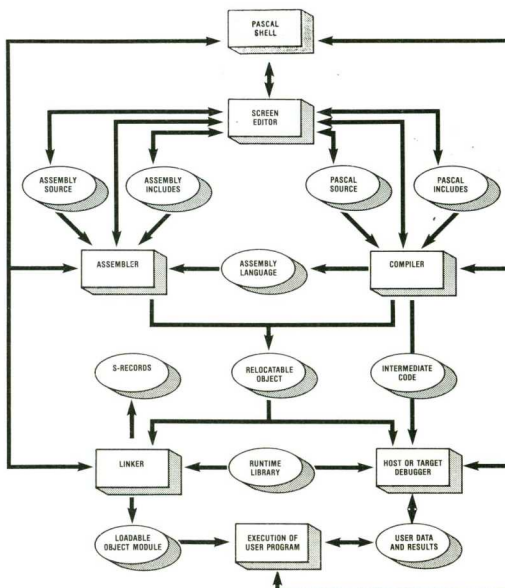 PASCAL
SHELL
SCREEN
EDITOR
ASSEMBLY
SOURCE
ASSEMBLY
INCLUDES
PASCAL
SOURCE
PASCAL
INCLUDES
ASSEMBLER
ASSEMBLY
LANGUAGE
COMPILER
S-RECORDS
RELOCATABLE
OBJECT
INTERMEDIATE
CODE
LINKER
RUNTIME
LIBRARY
HOST OR TARGET
DEBUGGER
LOADABLE
OBJECT MODULE
EXECUTION OF
USER PROGRAM
USER DATA
AND RESULTS